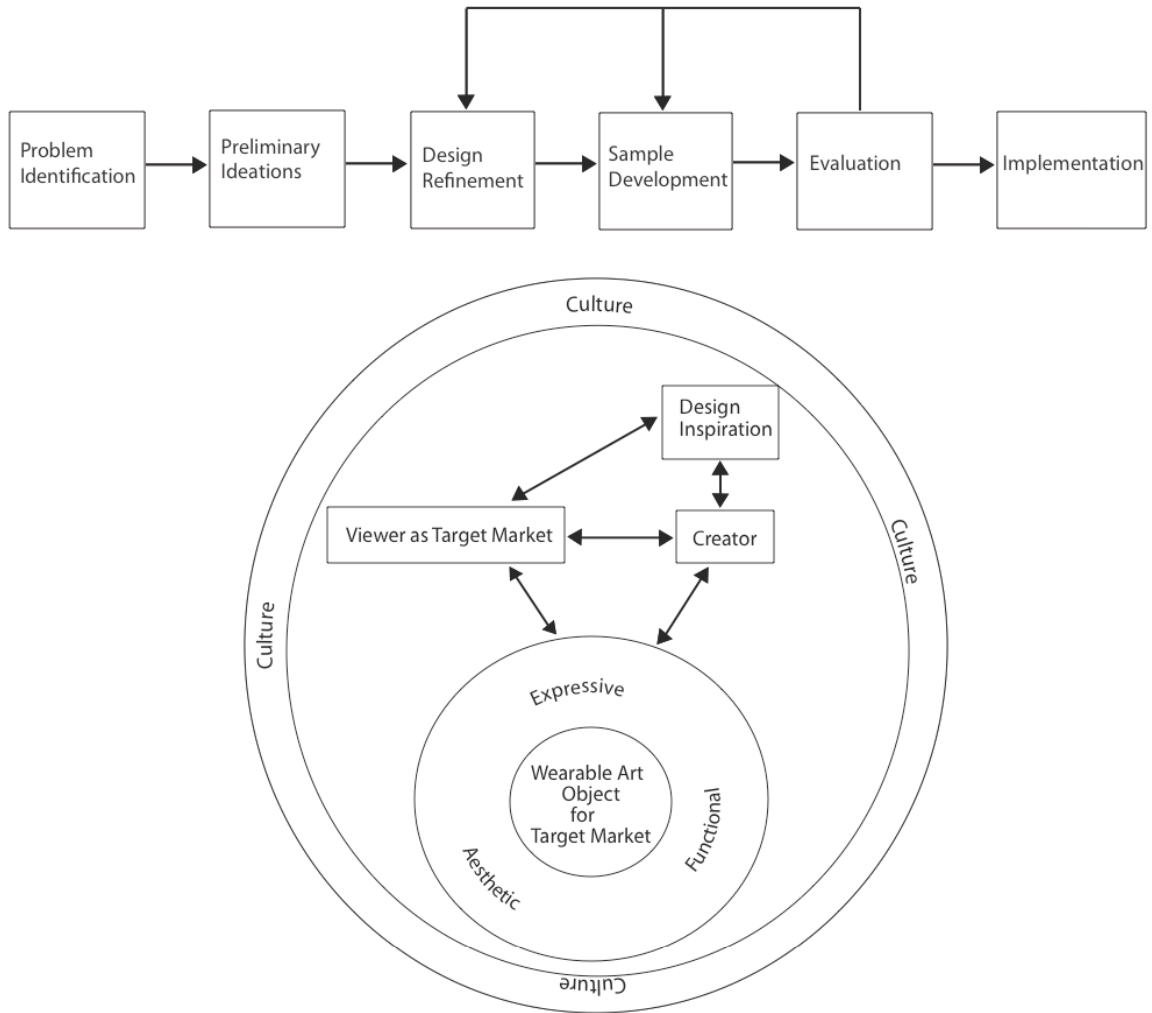 Problem
Identification
Preliminary
Ideations
Design
Refinement
Sample
Development
Evaluation
Implementation
Culture
Design
Inspiration
Viewer as Target Market
Creator
Culture
Culture
Expressive
Wearable Art
Object
for
Target Market
Functional
Aesthetic
Culture